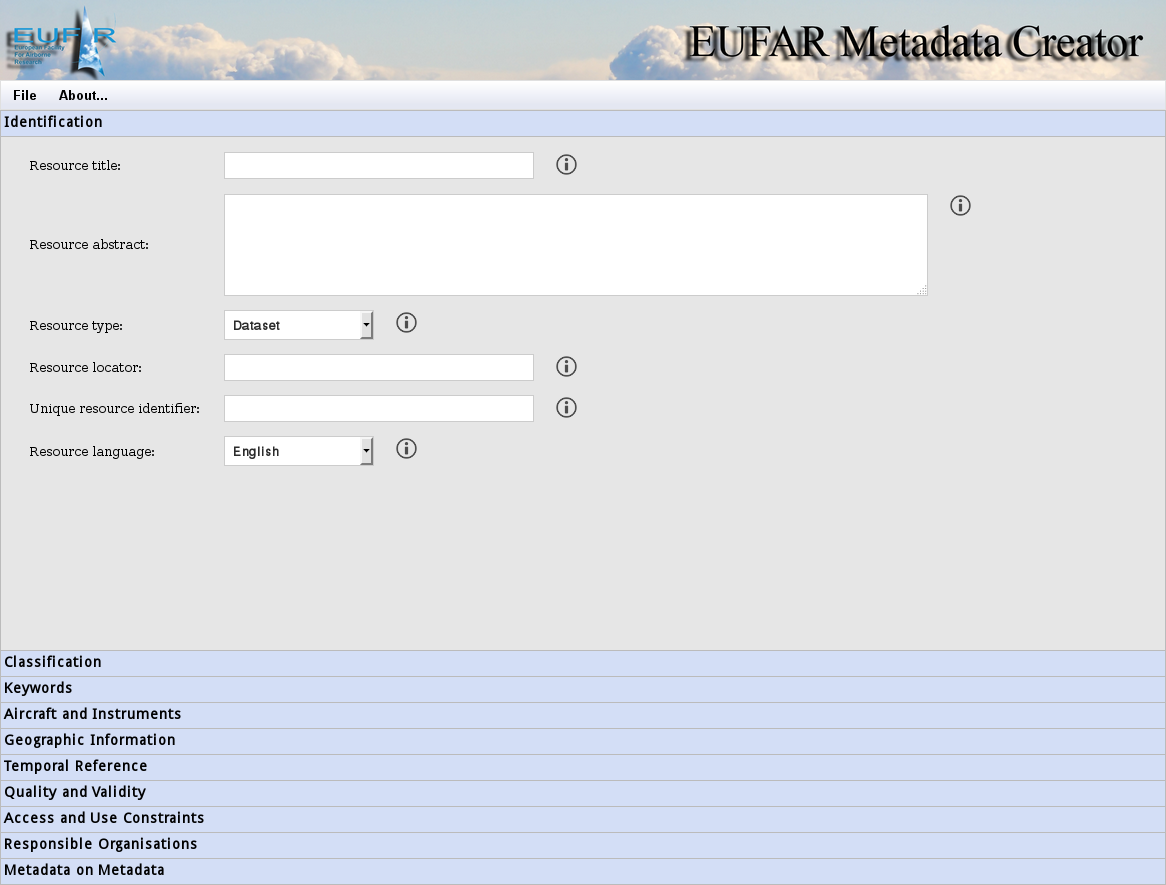 EUFAR
European Facility
For Airborne
Research
EUFAR Metadata Creator
File About...
Identification
Resource title:
Resource abstract:
Resource type: Dataset
Resource locator:
Unique resource identifier:
Resource language: English
Classification
Keywords
Aircraft and Instruments
Geographic Information
Temporal Reference
Quality and Validity
Access and Use Constraints
Responsible Organisations
Metadata on Metadata